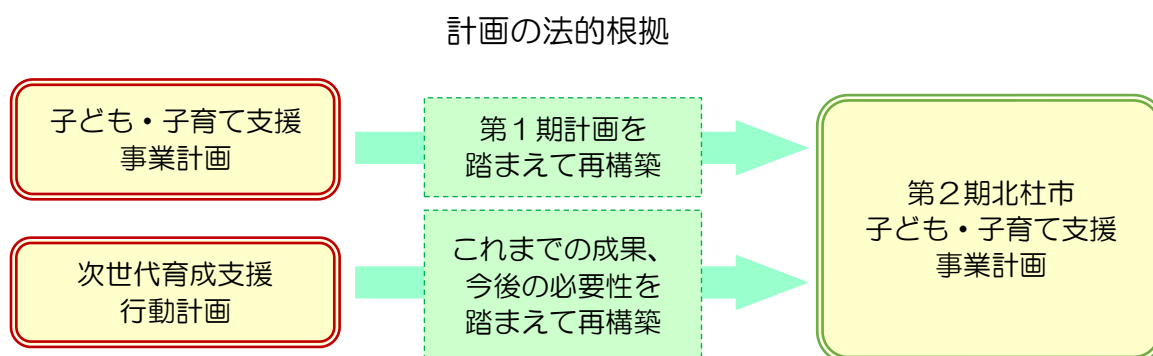 計画の法的根拠
子ども・子育て支援
事業計画
第１期計画を
踏まえて再構築
次世代育成支援
行動計画
これまでの成果、
今後の必要性を
踏まえて再構築
第２期北杜市
子ども・子育て支援
事業計画